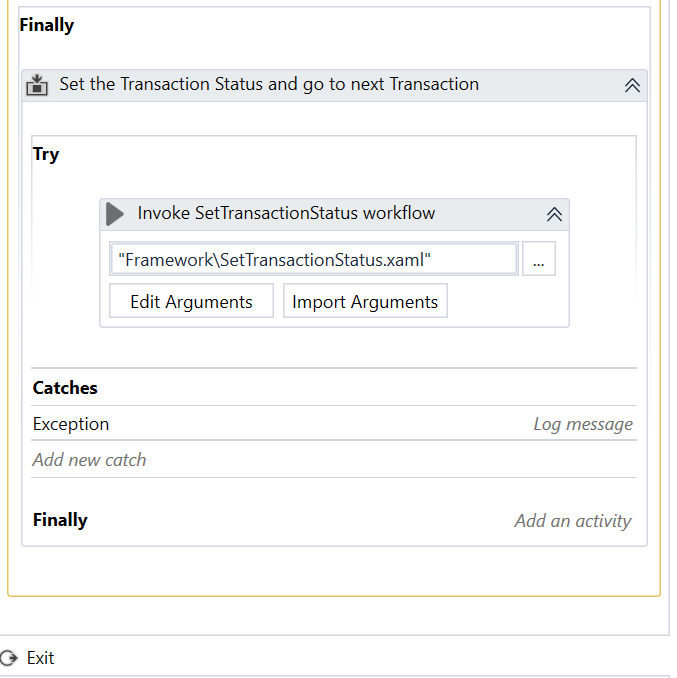 Finally
Set the Transaction Status and go to next Transaction
Try
Invoke SetTransactionStatus workflow
"Framework\SetTransactionStatus.xaml"
...
Edit Arguments
Import Arguments
Catches
Exception
Log message
Add new catch
Finally
Add an activity
Exit